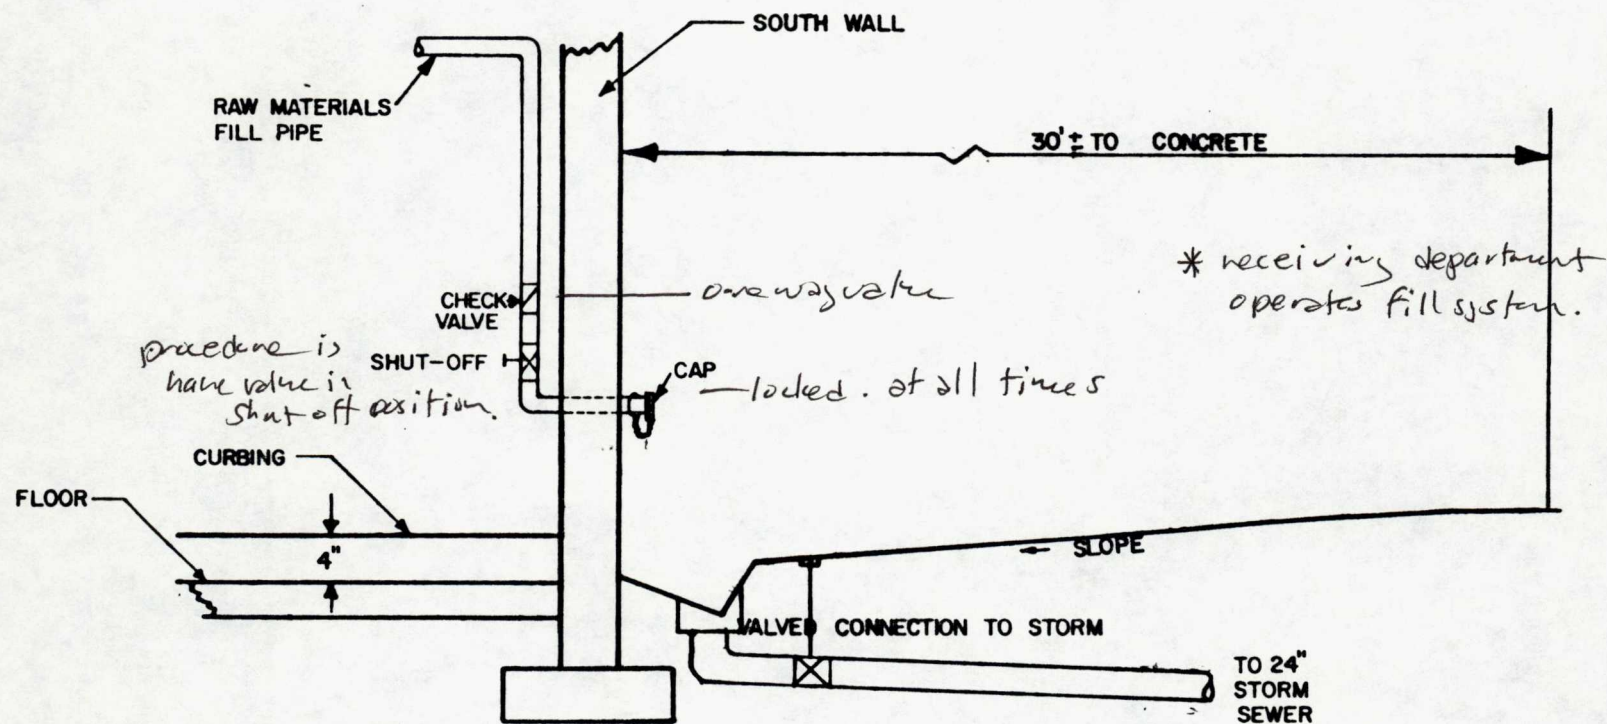 SOUTH WALL
RAW MATERIALS
FILL PIPE
30' ± TO CONCRETE
* receiving department
operates fill system.
CHECK
VALVE
one way valve
procedure is
have valve in
shut off position.
SHUT-OFF
CAP
— locked . at all times
CURBING
FLOOR
4"
SLOPE
VALVED CONNECTION TO STORM
TO 24"
STORM
SEWER